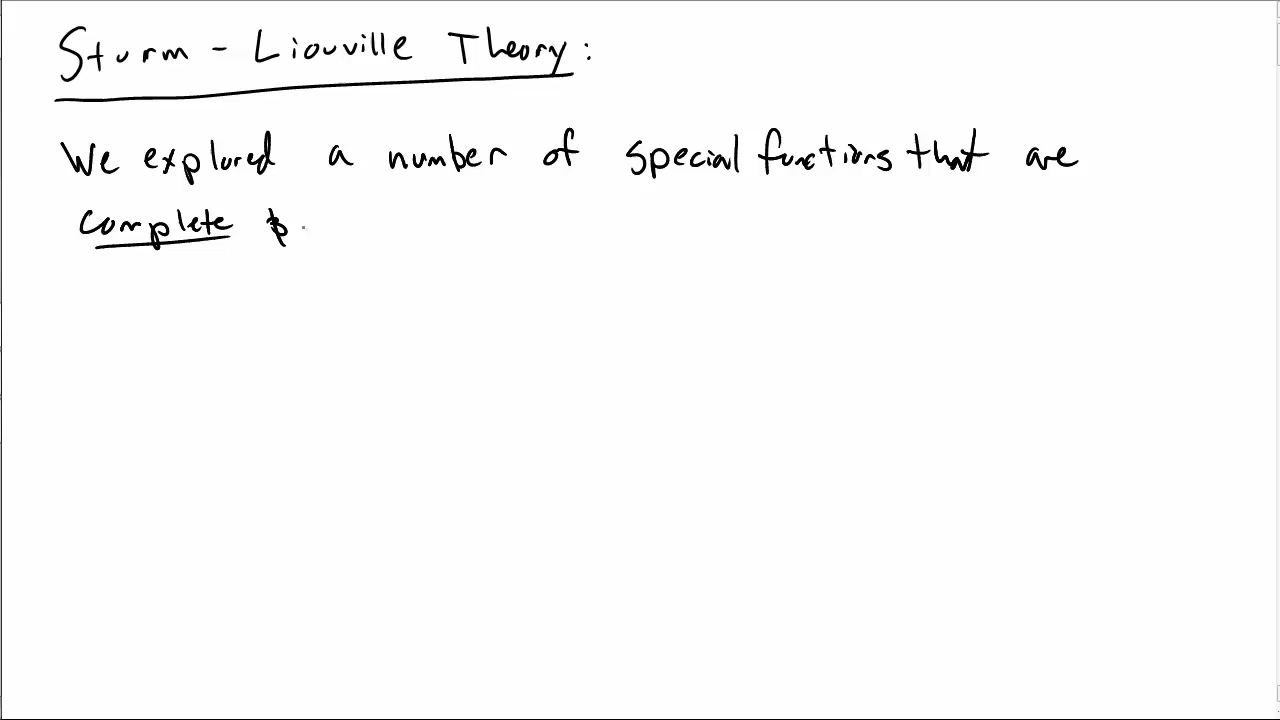 Sturm - Liouville Theory:
We explored a number of special functions that are
complete &